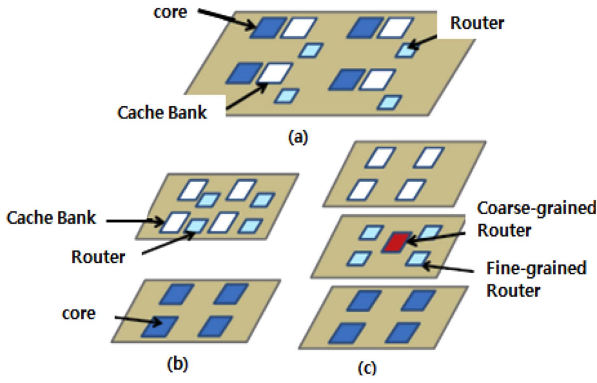 core
Router
Cache Bank
(a)
Cache Bank
Router
core
(b)
Coarse-grained
Router
Fine-grained
Router
(c)